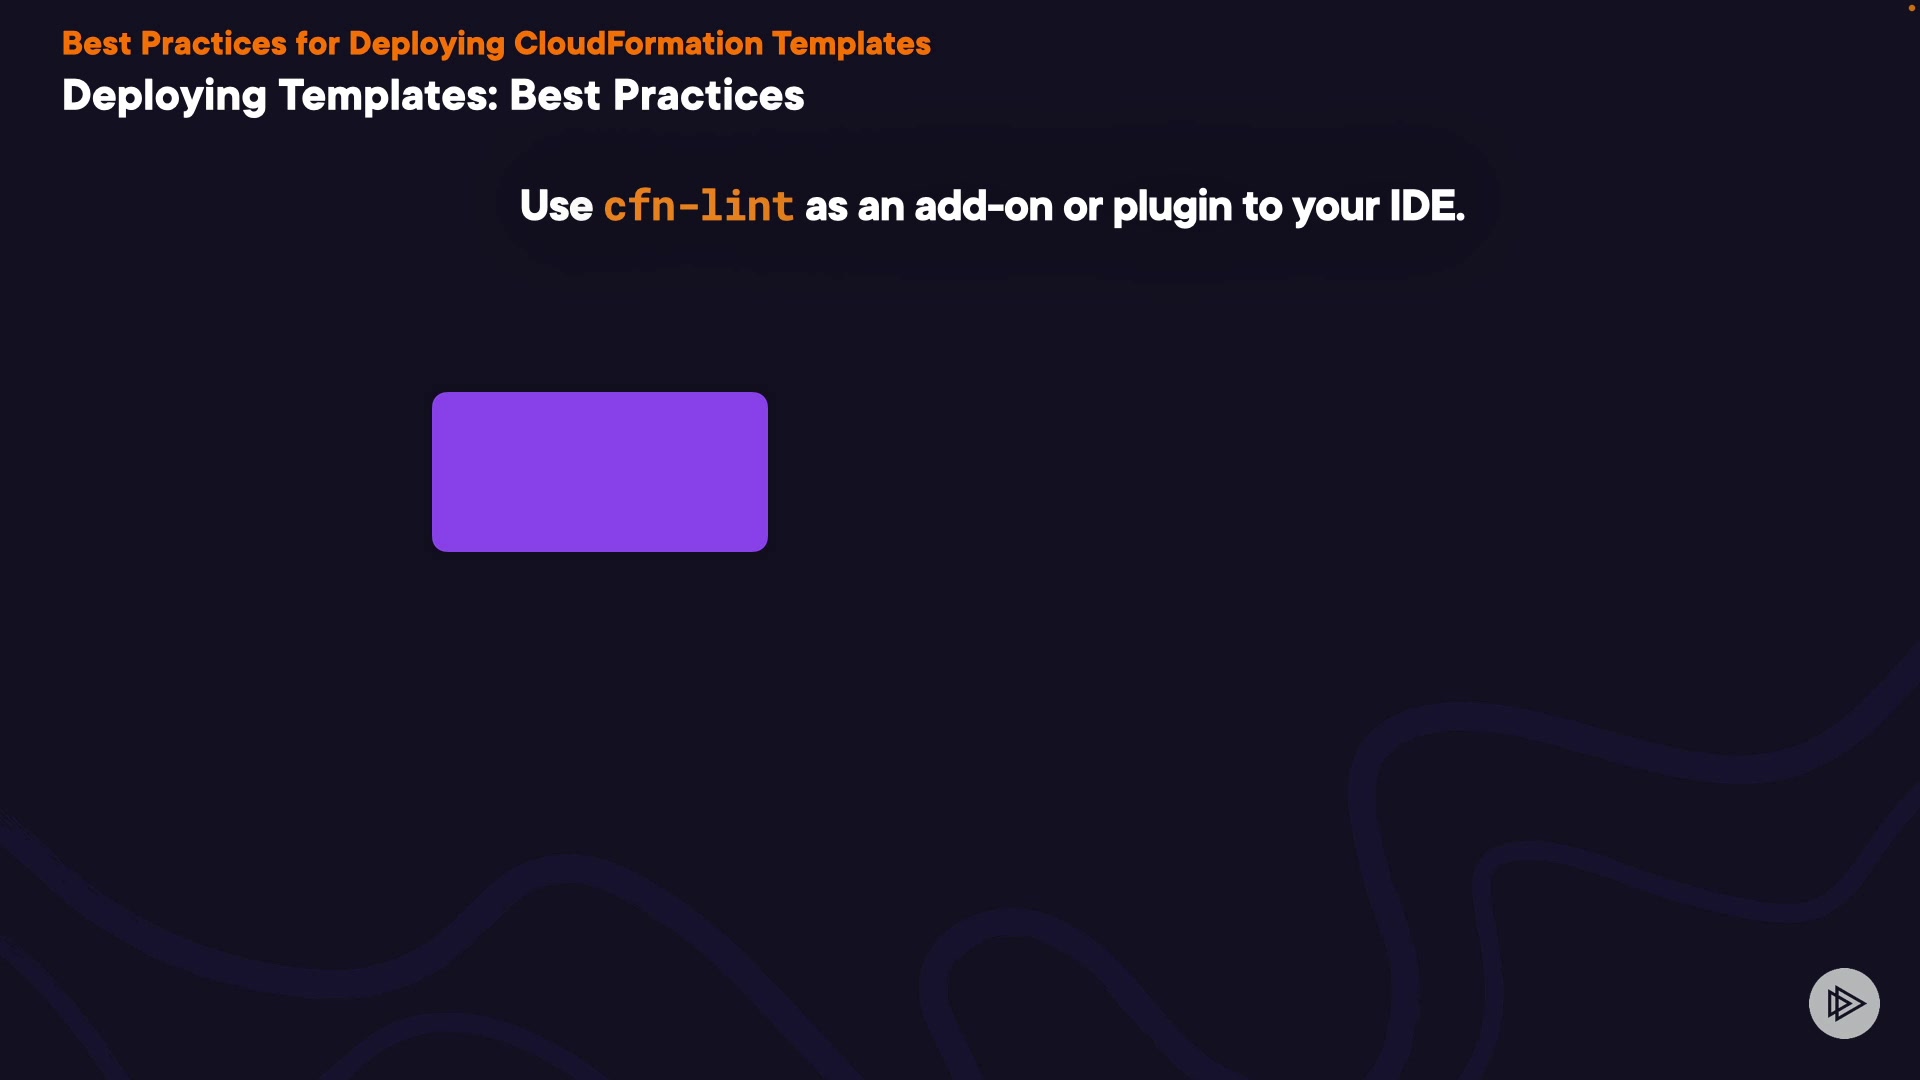 Best Practices for Deploying CloudFormation Templates
Deploying Templates: Best Practices
Use cfn-lint as an add-on or plugin to your IDE.